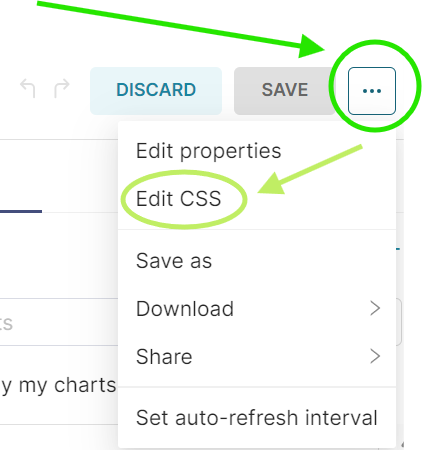 DISCARD SAVE ...
Edit properties
Edit CSS
Save as
Download
ts
Share
y my charts
Set auto-refresh interval